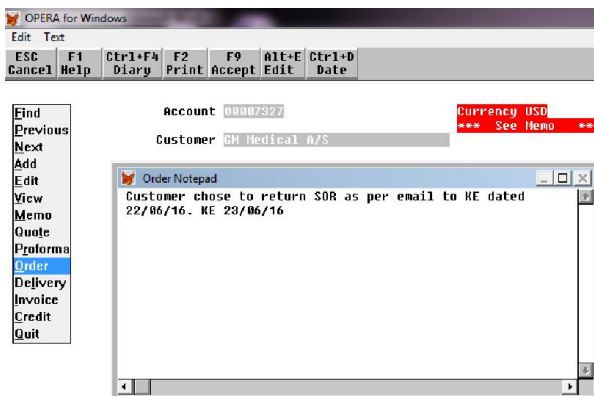 OPERA for Windows
Edit Text
ESC F1 Ctrl+F4 F2 F9 Alt+E Ctrl+D
Cancel Help Diary Print Accept Edit Date
Find
Previous
Next
Add
Edit
View
Memo
Quote
Proforma
Order
Delivery
Invoice
Credit
Quit
Account 00007327
Customer GM Medical A/S
Currency USD
*** See Memo **
Order Notepad
Customer chose to return SOR as per email to KE dated
22/06/16. KE 23/06/16